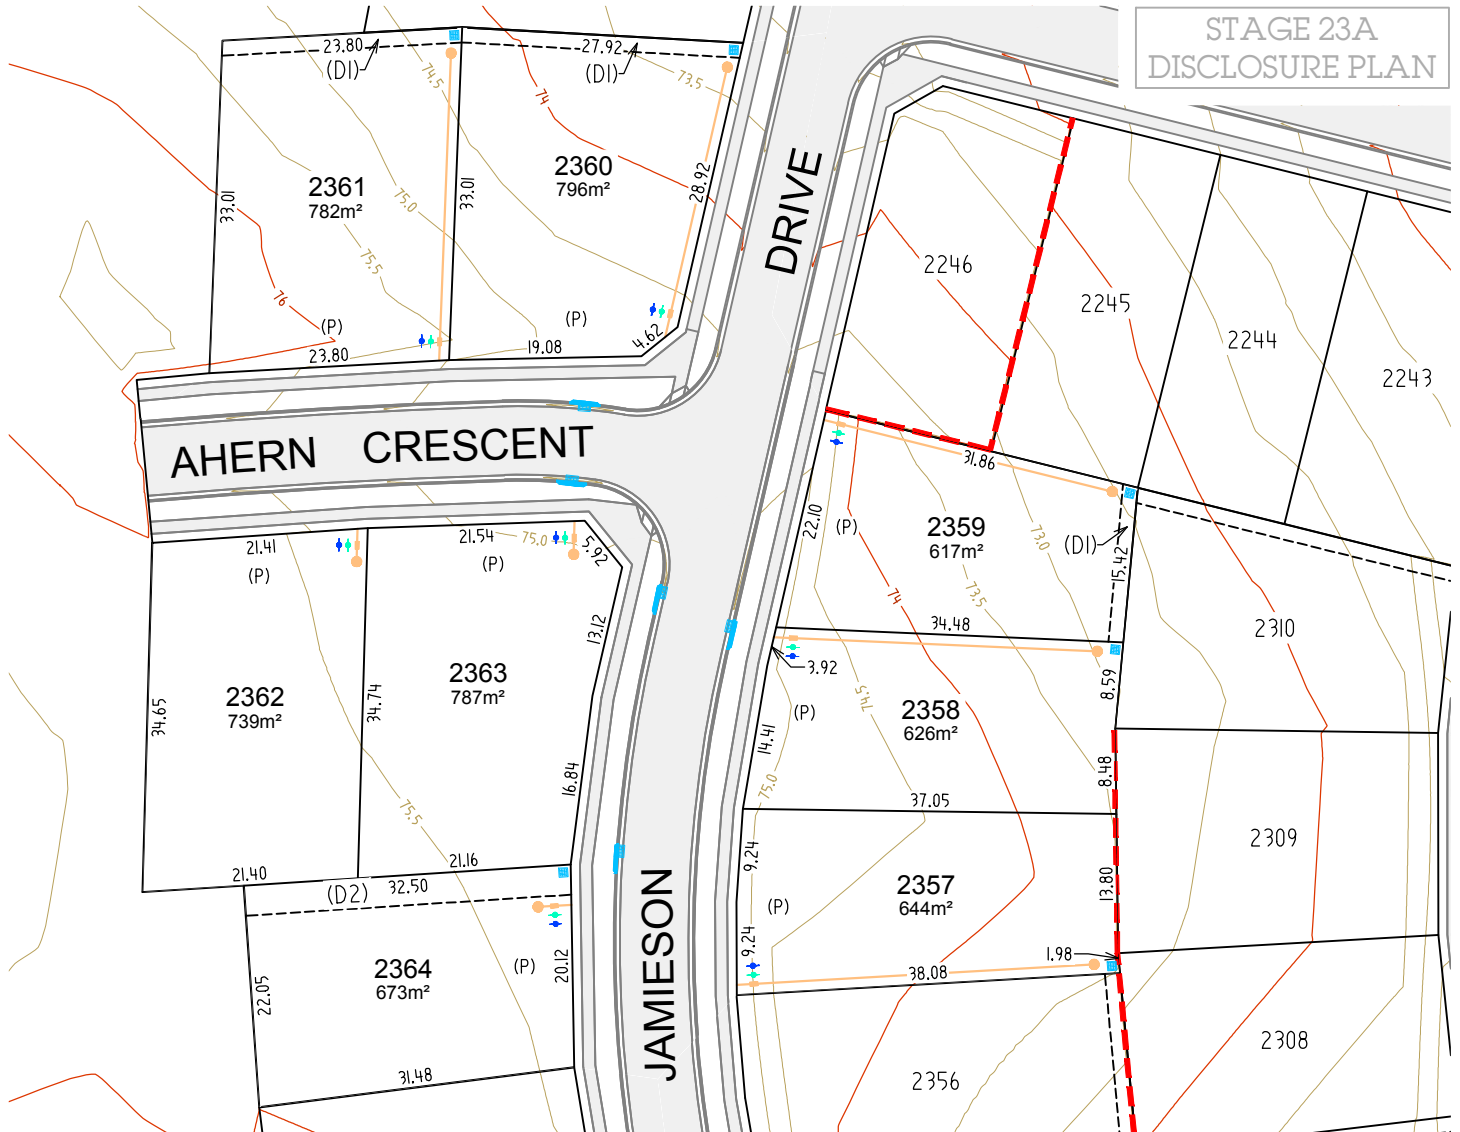 STAGE 23A
DISCLOSURE PLAN
23.80
(D1)
74.5
27.92
(D1)
74
73.5
2361
782m²
33.01
33.01
75.0
75.5
76
(P)
23.80
2360
796m²
28.92
(P)
19.08
4.62
DRIVE
2246
2245
2244
2243
AHERN CRESCENT
21.41
(P)
21.54
(P)
75.0
5.92
31.86
22.10
(P)
2359
617m²
73.0
(D1)
15.42
73.5
74
34.48
3.92
13.12
2362
739m²
34.65
34.74
2363
787m²
16.84
75.5
2358
626m²
(P)
14.41
74.5
75.0
8.59
8.48
37.05
2310
2309
21.40
21.16
(D2)
32.50
9.24
2357
644m²
13.80
(P)
9.24
1.98
38.08
2364
673m²
(P)
20.12
22.05
31.48
JAMIESON
2356
2308